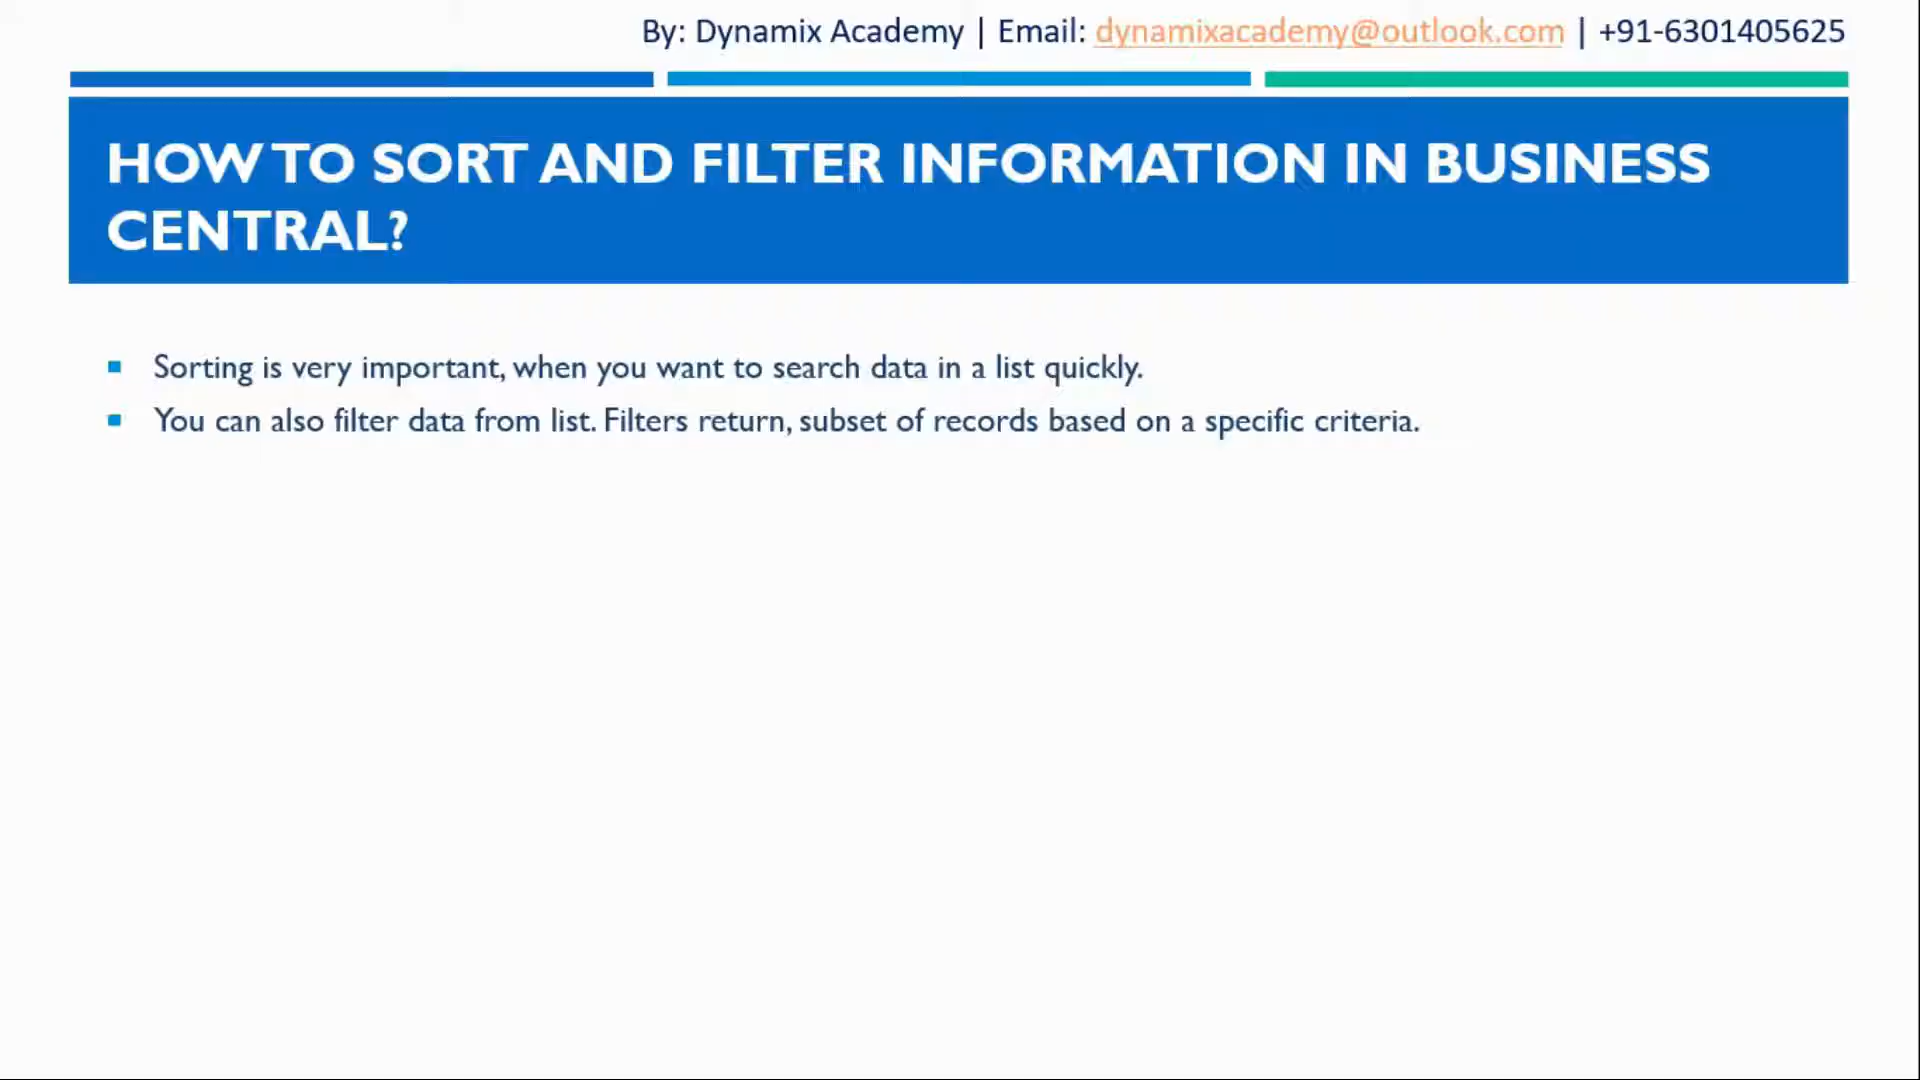 By: Dynamix Academy | Email: dynamixacademy@outlook.com | +91-6301405625
HOW TO SORT AND FILTER INFORMATION IN BUSINESS
CENTRAL?
Sorting is very important, when you want to search data in a list quickly.
You can also filter data from list. Filters return, subset of records based on a specific criteria.